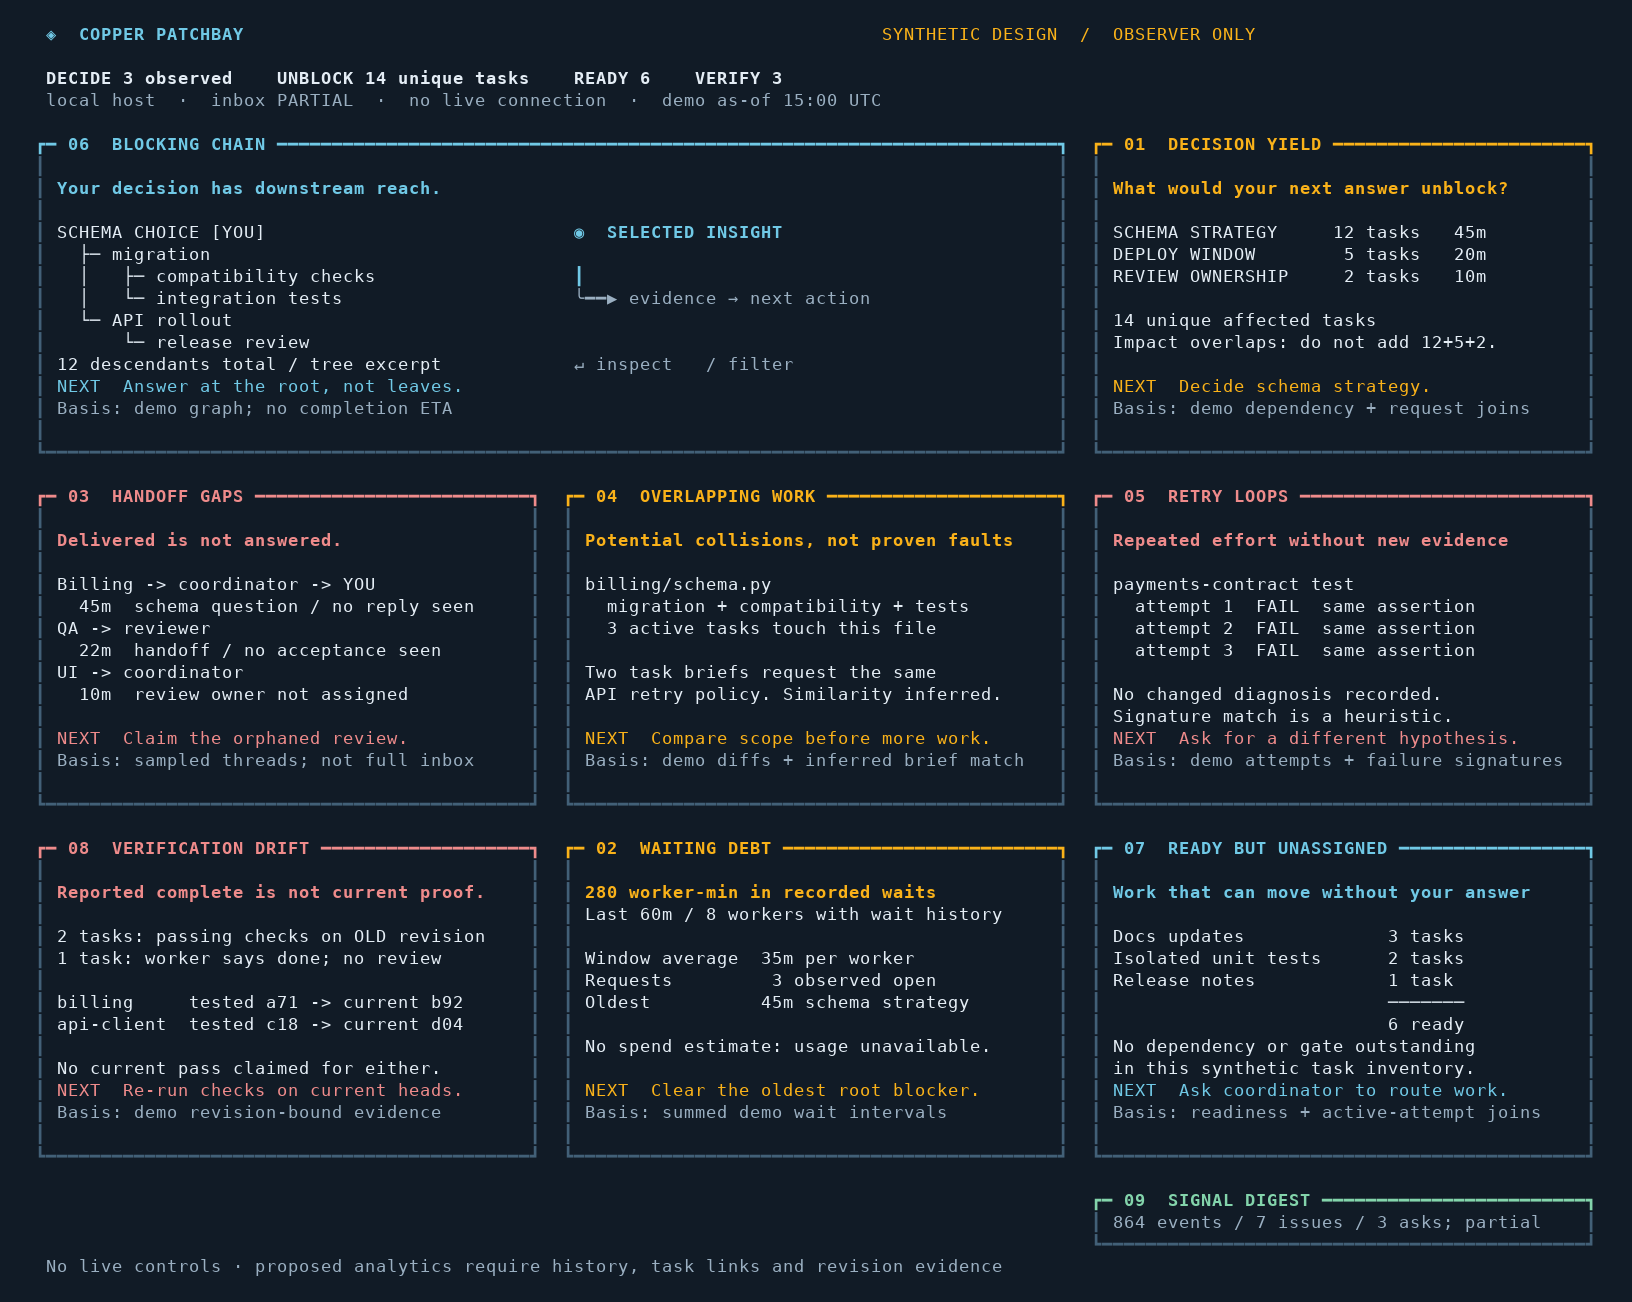 ◈  COPPER PATCHBAY
SYNTHETIC DESIGN  /  OBSERVER ONLY
DECIDE 3 observed    UNBLOCK 14 unique tasks    READY 6    VERIFY 3
local host  ·  inbox PARTIAL  ·  no live connection  ·  demo as-of 15:00 UTC
06  BLOCKING CHAIN
Your decision has downstream reach.
SCHEMA CHOICE [YOU]
├─ migration
│   ├─ compatibility checks
│   └─ integration tests
└─ API rollout
└─ release review
12 descendants total / tree excerpt
NEXT  Answer at the root, not leaves.
Basis: demo graph; no completion ETA
◉  SELECTED INSIGHT
╰━━▶ evidence → next action
↵ inspect   / filter
01  DECISION YIELD
What would your next answer unblock?
SCHEMA STRATEGY     12 tasks   45m
DEPLOY WINDOW        5 tasks   20m
REVIEW OWNERSHIP     2 tasks   10m
14 unique affected tasks
Impact overlaps: do not add 12+5+2.
NEXT  Decide schema strategy.
Basis: demo dependency + request joins
03  HANDOFF GAPS
Delivered is not answered.
Billing -> coordinator -> YOU
45m  schema question / no reply seen
QA -> reviewer
22m  handoff / no acceptance seen
UI -> coordinator
10m  review owner not assigned
NEXT  Claim the orphaned review.
Basis: sampled threads; not full inbox
04  OVERLAPPING WORK
Potential collisions, not proven faults
billing/schema.py
migration + compatibility + tests
3 active tasks touch this file
Two task briefs request the same
API retry policy. Similarity inferred.
NEXT  Compare scope before more work.
Basis: demo diffs + inferred brief match
05  RETRY LOOPS
Repeated effort without new evidence
payments-contract test
attempt 1  FAIL  same assertion
attempt 2  FAIL  same assertion
attempt 3  FAIL  same assertion
No changed diagnosis recorded.
Signature match is a heuristic.
NEXT  Ask for a different hypothesis.
Basis: demo attempts + failure signatures
08  VERIFICATION DRIFT
Reported complete is not current proof.
2 tasks: passing checks on OLD revision
1 task: worker says done; no review
billing     tested a71 -> current b92
api-client  tested c18 -> current d04
No current pass claimed for either.
NEXT  Re-run checks on current heads.
Basis: demo revision-bound evidence
02  WAITING DEBT
280 worker-min in recorded waits
Last 60m / 8 workers with wait history
Window average  35m per worker
Requests         3 observed open
Oldest          45m schema strategy
No spend estimate: usage unavailable.
NEXT  Clear the oldest root blocker.
Basis: summed demo wait intervals
07  READY BUT UNASSIGNED
Work that can move without your answer
Docs updates             3 tasks
Isolated unit tests      2 tasks
Release notes            1 task
6 ready
No dependency or gate outstanding
in this synthetic task inventory.
NEXT  Ask coordinator to route work.
Basis: readiness + active-attempt joins
09  SIGNAL DIGEST
864 events / 7 issues / 3 asks; partial
No live controls · proposed analytics require history, task links and revision evidence